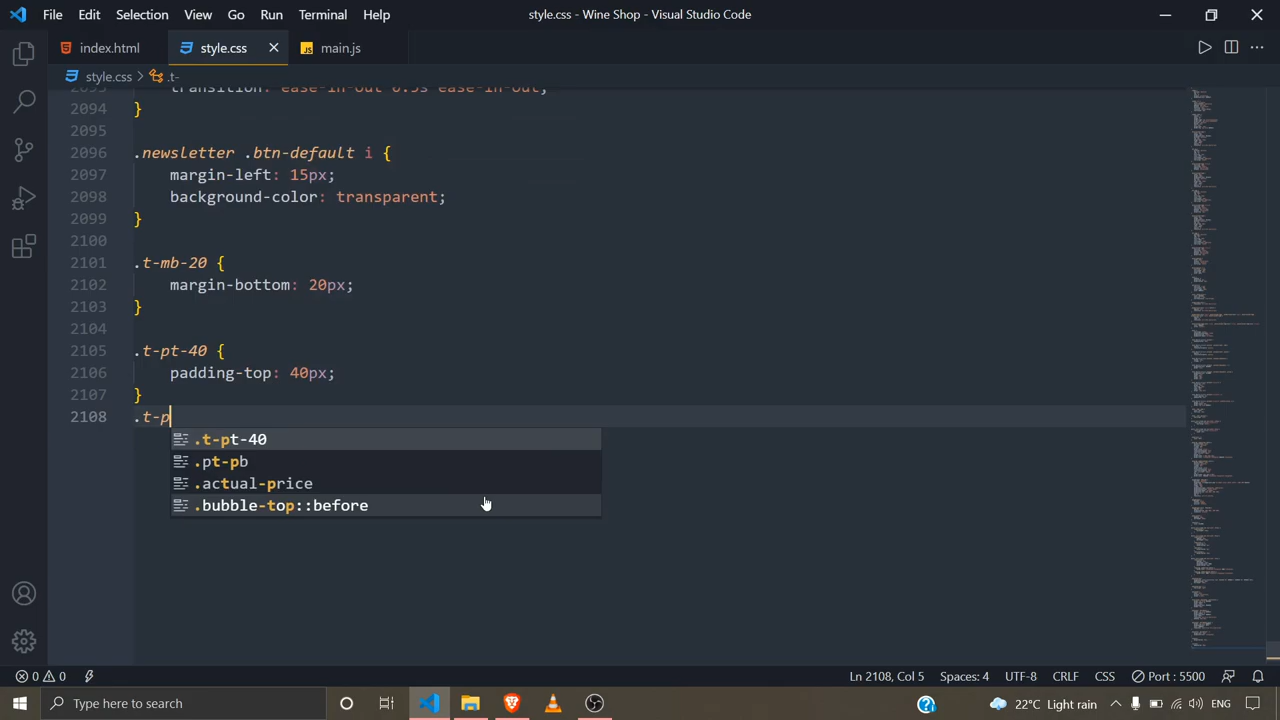 File Edit Selection View Go Run Terminal Help style.css - Wine Shop - Visual Studio Code
index.html style.css main.js
style.css > .t-
2093 transition: ease-in-out 0.5s ease-in-out;
2094 }
2095
2096 .newsletter .btn-default i {
2097 margin-left: 15px;
2098 background-color: transparent;
2099 }
2100
2101 .t-mb-20 {
2102 margin-bottom: 20px;
2103 }
2104
2105 .t-pt-40 {
2106 padding-top: 40px;
2107 }
2108 .t-p
.t-pt-40
.pt-pb
.actual-price
.bubble-top::before
0 0 Ln 2108, Col 5 Spaces: 4 UTF-8 CRLF CSS Port : 5500
Type here to search 22°C Light rain ENG